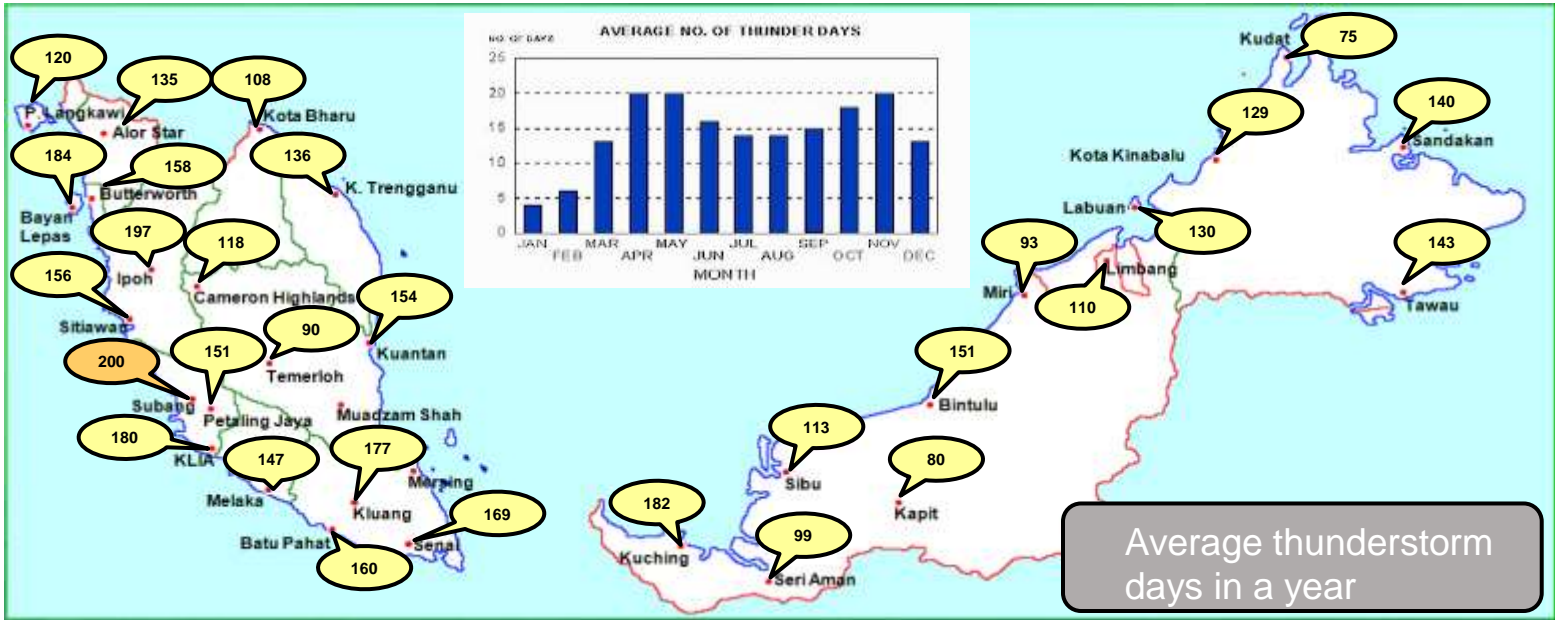 120
135
108
P. Langkawi
Alor Star
Kota Bharu
184
158
136
Butterworth
K. Trengganu
Bayan
Lepas
197
118
Ipoh
156
Cameron Highlands
154
Sitiawan
90
200
151
Kuantan
Temerloh
Subang
Petaling Jaya
Muadzam Shah
180
KLIA
147
177
Mersing
Melaka
Kluang
169
Batu Pahat
Senai
160
AVERAGE NO. OF THUNDER DAYS
NO. OF DAYS
25
20
15
10
5
0
JAN FEB MAR APR MAY JUN JUL AUG SEP OCT NOV DEC
MONTH
Kudat
75
129
140
Kota Kinabalu
Sandakan
Labuan
130
93
Limbang
143
Miri
110
Tawau
151
Bintulu
113
80
Sibu
Kapit
182
99
Kuching
Seri Aman
Average thunderstorm
days in a year